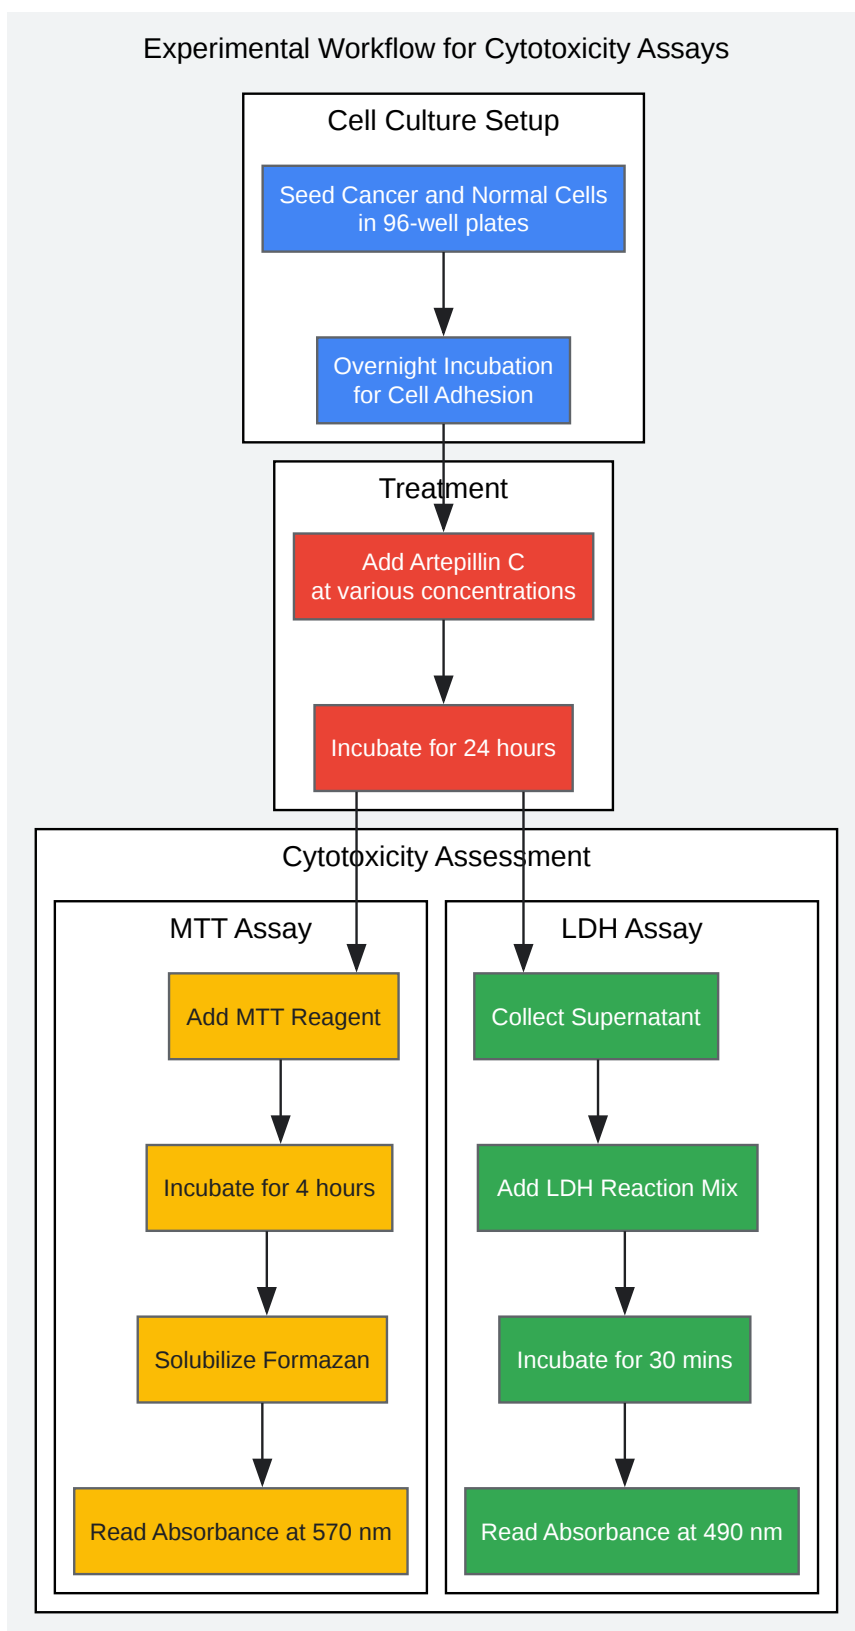 Experimental Workflow for Cytotoxicity Assays
Cell Culture Setup
Seed Cancer and Normal Cells
in 96-well plates
Overnight Incubation
for Cell Adhesion
Treatment
Add Artepillin C
at various concentrations
Incubate for 24 hours
Cytotoxicity Assessment
MTT Assay
Add MTT Reagent
Incubate for 4 hours
Solubilize Formazan
Read Absorbance at 570 nm
LDH Assay
Collect Supernatant
Add LDH Reaction Mix
Incubate for 30 mins
Read Absorbance at 490 nm